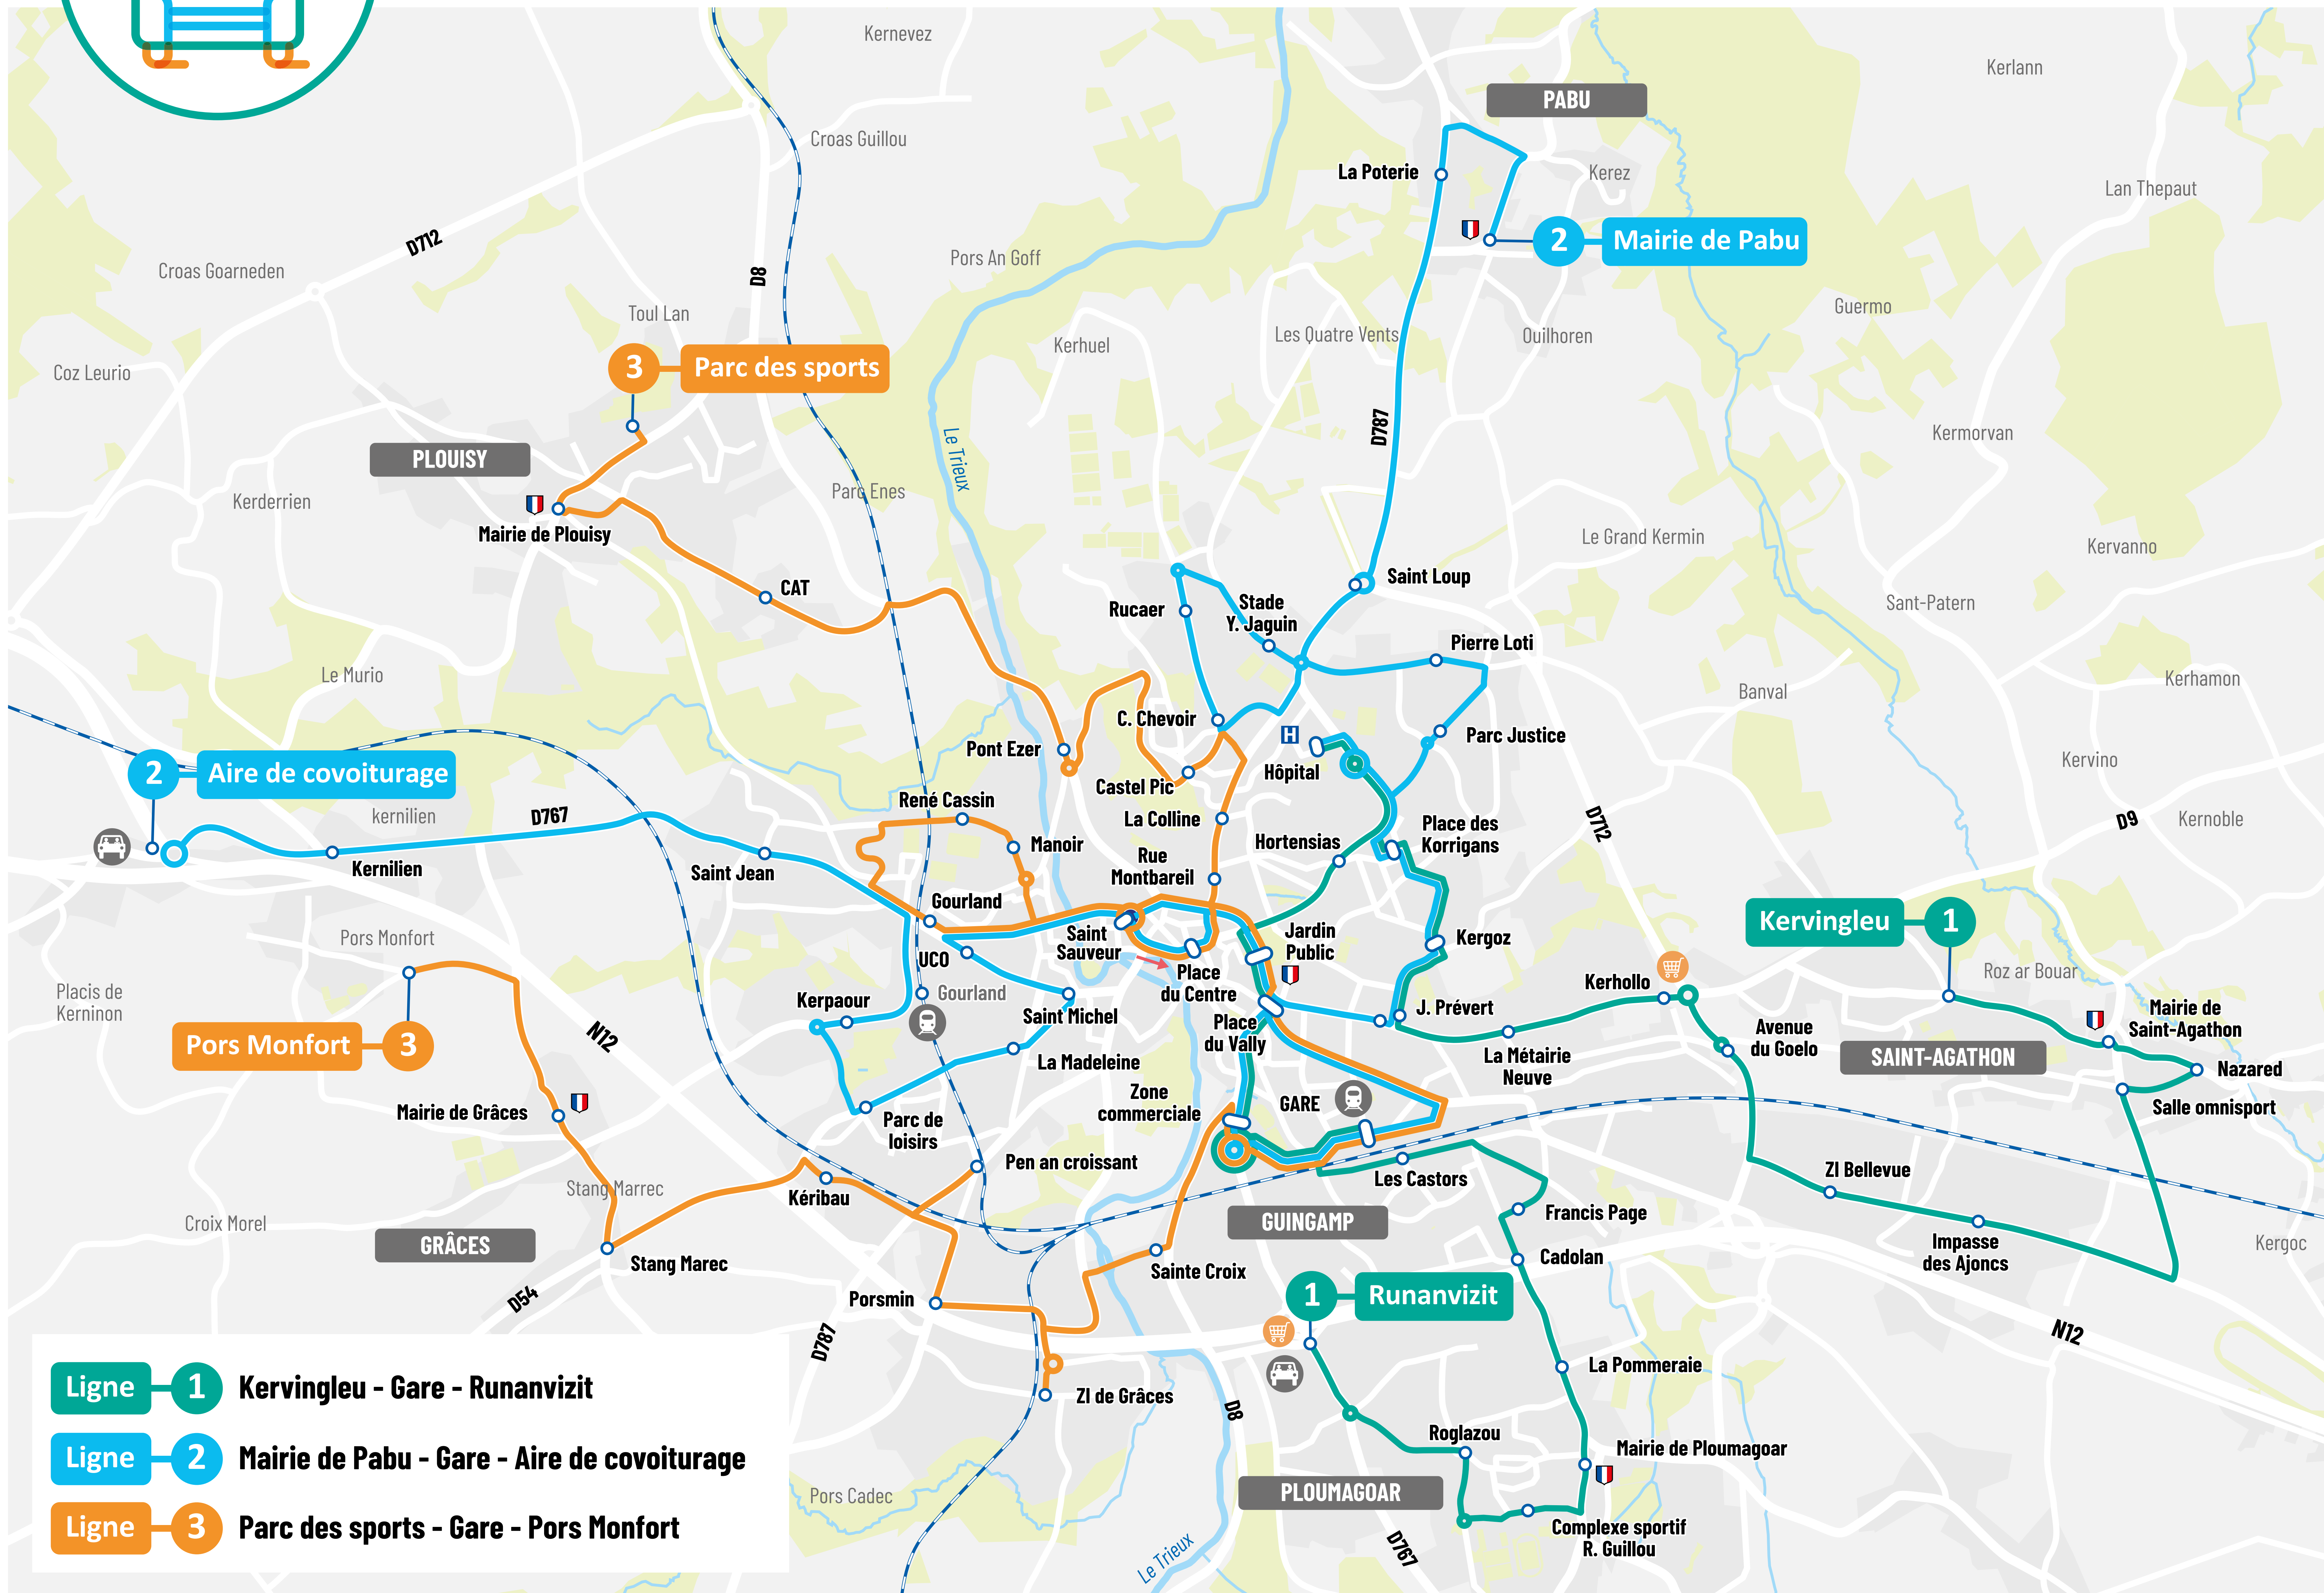 Kernevez
Kerlann
PABU
Croas Guillou
La Poterie
Kerez
Lan Thepaut
D712
2
Mairie de Pabu
Pors An Goff
Croas Goarneden
D8
Toul Lan
Guermo
Les Quatre Vents
Ouilhoren
Kerhuel
3
Parc des sports
Coz Leurio
D787
Kermorvan
PLOUISY
Le Trieux
Parc Enes
Kerderrien
Mairie de Plouisy
Le Grand Kermin
Kervanno
CAT
Saint Loup
Rucaer
Stade
Y. Jaguin
Sant-Patern
Pierre Loti
Le Murio
Kerhamon
Banval
C. Chevoir
Parc Justice
Pont Ezer
H
Kervino
2
Aire de covoiturage
Hôpital
Castel Pic
René Cassin
kernilien
D767
La Colline
D712
D9
Kernoble
Place des
Korrigans
Hortensias
Manoir
Rue
Montbareil
Kernilien
Saint Jean
Gourland
Kervingleu
1
Pors Monfort
Saint
Sauveur
Jardin
Public
Kergoz
UCO
Place
du Centre
Roz ar Bouar
Kerhollo
Placis de
Kerninon
Gourland
Kerpaour
Saint Michel
J. Prévert
Mairie de
Saint-Agathon
Place
du Vally
Avenue
du Goelo
N12
Pors Monfort
3
La Madeleine
La Métairie
Neuve
SAINT-AGATHON
Nazared
Zone
commerciale
GARE
Mairie de Grâces
Salle omnisport
Parc de
loisirs
Pen an croissant
Les Castors
ZI Bellevue
Stang Marrec
Kéribau
Croix Morel
GUINGAMP
Francis Page
GRÂCES
Impasse
des Ajoncs
Kergoc
Stang Marec
Sainte Croix
Cadolan
D54
Porsmin
1
Runanvizit
D787
N12
La Pommeraie
Ligne
1
Kervingleu - Gare - Runanvizit
ZI de Grâces
D8
Roglazou
Mairie de Ploumagoar
Ligne
2
Mairie de Pabu - Gare - Aire de covoiturage
Pors Cadec
PLOUMAGOAR
Ligne
3
Parc des sports - Gare - Pors Monfort
Complexe sportif
R. Guillou
Le Trieux
D767